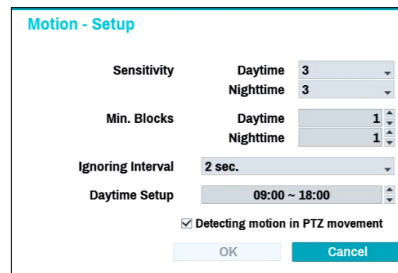 Motion - Setup
Sensitivity Daytime 3
Nighttime 3
Min. Blocks Daytime 1
Nighttime 1
Ignoring Interval 2 sec.
Daytime Setup 09:00 ~ 18:00
Detecting motion in PTZ movement
OK Cancel